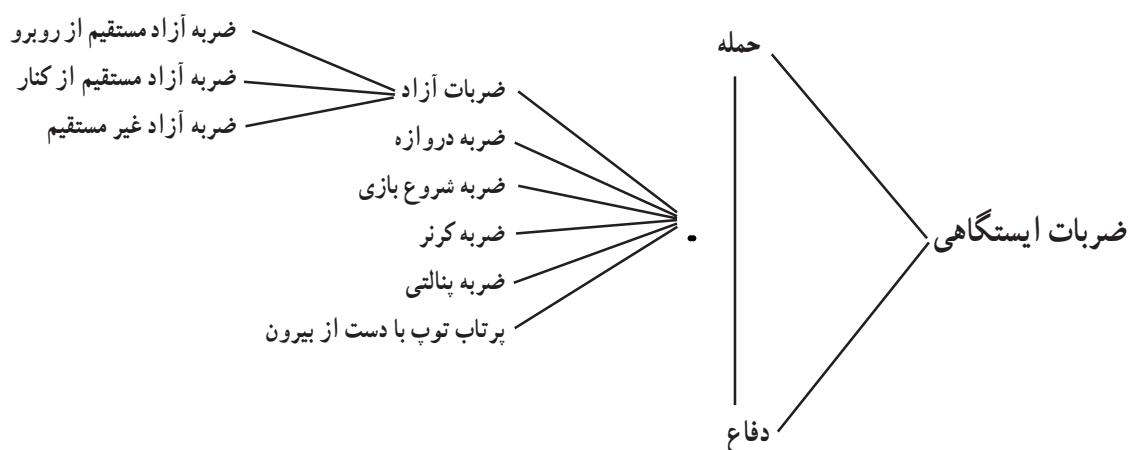 ضربات ایستگاهی
حمله
دفاع
ضربات آزاد
ضربه دروازه
ضربه شروع بازی
ضربه کرنر
ضربه پنالتی
پرتاب توپ با دست از بیرون
ضربه آزاد مستقیم از روبرو
ضربه آزاد مستقیم از کنار
ضربه آزاد غیر مستقیم